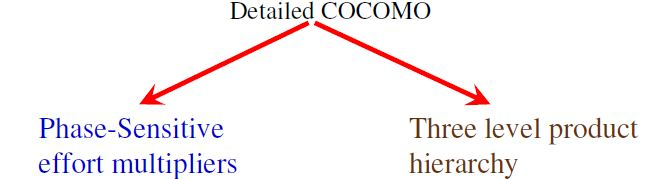 Detailed COCOMO
Phase-Sensitive
effort multipliers
Three level product
hierarchy